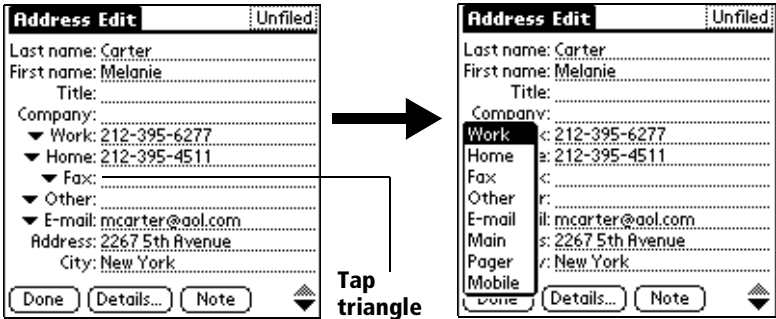 Address Edit Unfiled
Last name: Carter
First name: Melanie
Title:
Company:
Work: 212-395-6277
Home: 212-395-4511
Fax:
Other:
E-mail: mcarter@aol.com
Address: 2267 5th Avenue
City: New York
Done Details... Note
Tap
triangle
Address Edit Unfiled
Last name: Carter
First name: Melanie
Title:
Company:
Work k: 212-395-6277
Home e: 212-395-4511
Fax x:
Other r:
E-mail il: mcarter@aol.com
Main s: 2267 5th Avenue
Pager y: New York
Mobile
Done Details... Note